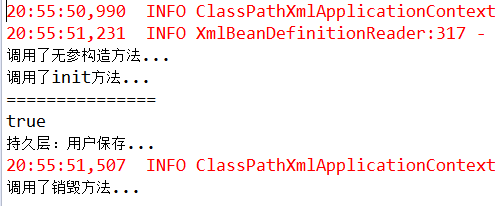 20:55:50,990  INFO ClassPathXmlApplicationContext
20:55:51,231  INFO XmlBeanDefinitionReader:317 -
调用了无参构造方法...
调用了init方法...
===============
true
持久层：用户保存...
20:55:51,507  INFO ClassPathXmlApplicationContext
调用了销毁方法...